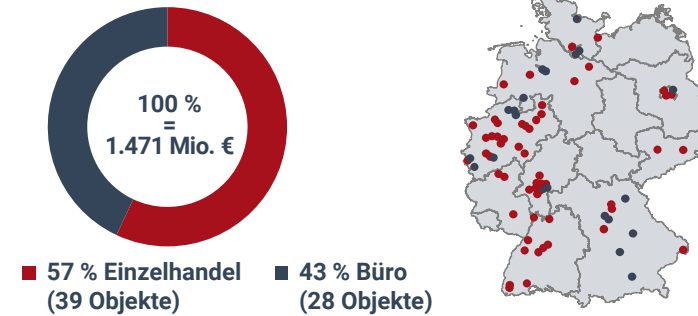 100 %
=
1.471 Mio. €
57 % Einzelhandel
(39 Objekte)
43 % Büro
(28 Objekte)